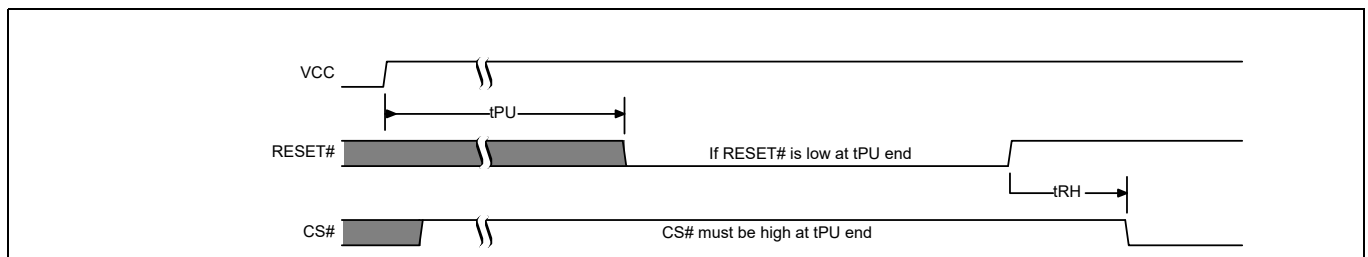 VCC
tPU
RESET#
If RESET# is low at tPU end
tRH
CS#
CS# must be high at tPU end